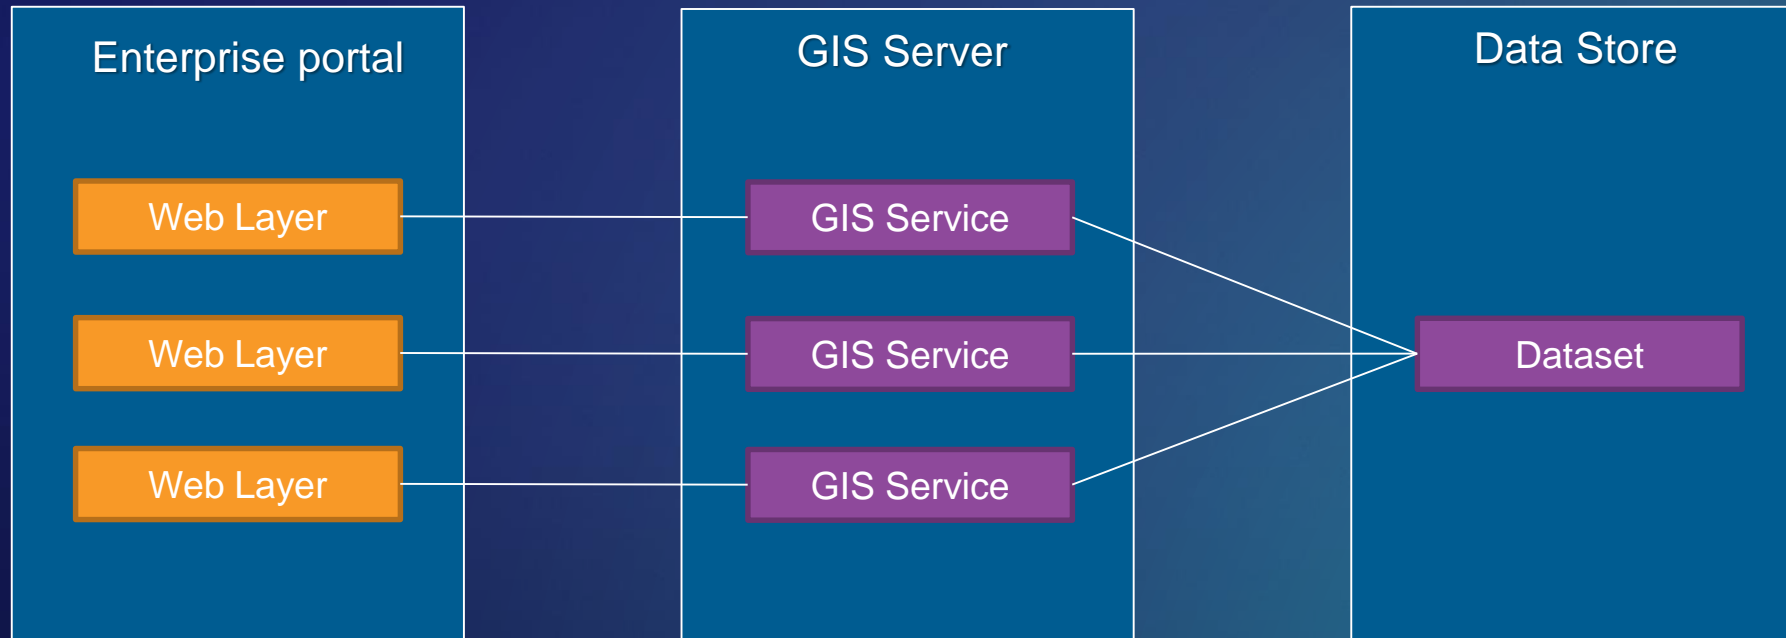 Enterprise portal
GIS Server
Data Store
Web Layer
GIS Service
Web Layer
GIS Service
Dataset
Web Layer
GIS Service